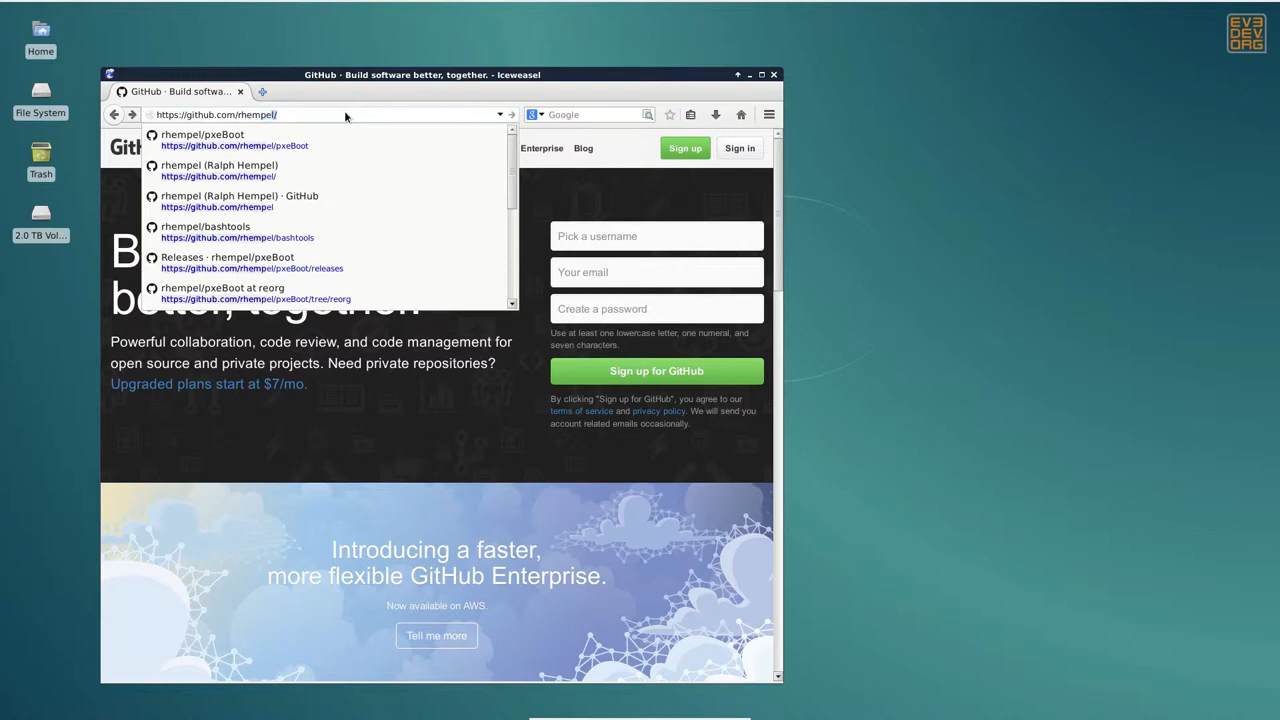 EV3
DEV.
ORG
Home
File System
Trash
2.0 TB Vol...
GitHub · Build software better, together. - Iceweasel
GitHub · Build softwa...
https://github.com/rhempel/
Google
rhempel/pxeBoot
https://github.com/rhempel/pxeBoot
rhempel (Ralph Hempel)
https://github.com/rhempel/
rhempel (Ralph Hempel) · GitHub
https://github.com/rhempel
rhempel/bashtools
https://github.com/rhempel/bashtools
Releases · rhempel/pxeBoot
https://github.com/rhempel/pxeBoot/releases
rhempel/pxeBoot at reorg
https://github.com/rhempel/pxeBoot/tree/reorg
Enterprise Blog
Sign up
Sign in
Pick a username
Your email
Create a password
Use at least one lowercase letter, one numeral, and
seven characters.
Sign up for GitHub
By clicking "Sign up for GitHub", you agree to our
terms of service and privacy policy. We will send you
account related emails occasionally.
Powerful collaboration, code review, and code management for
open source and private projects. Need private repositories?
Upgraded plans start at $7/mo.
Introducing a faster,
more flexible GitHub Enterprise.
Now available on AWS.
Tell me more